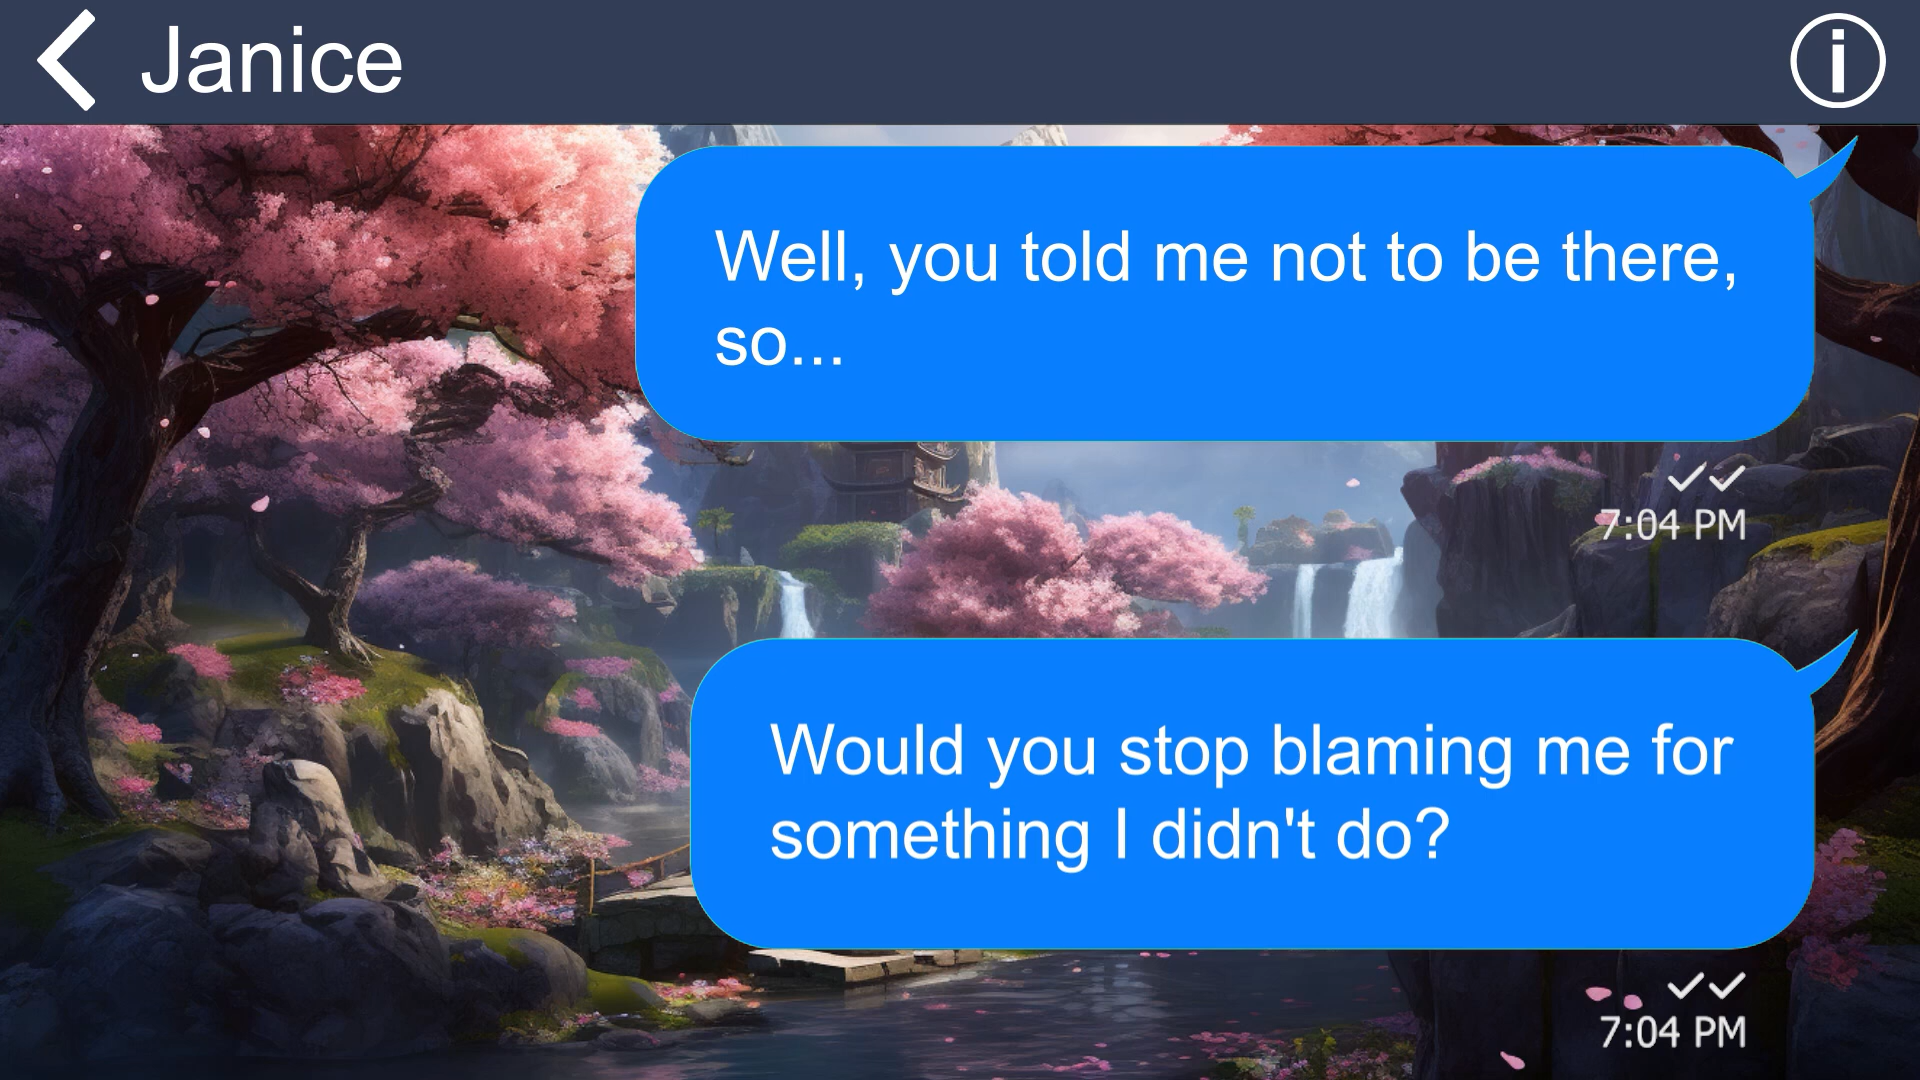 Janice
Well, you told me not to be there,
so...
7:04 PM
Would you stop blaming me for
something I didn't do?
7:04 PM